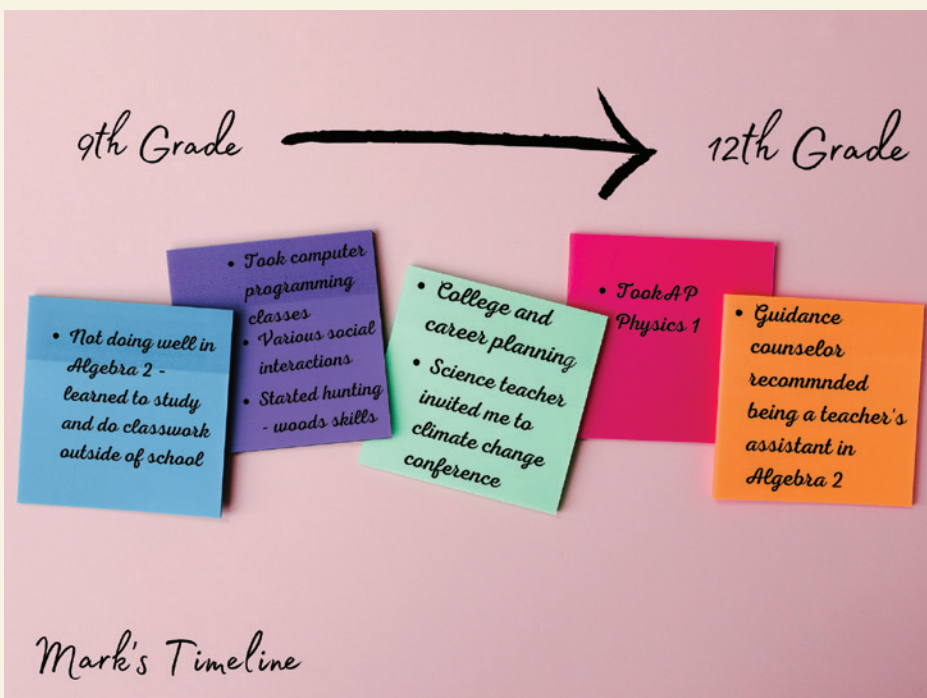 9th Grade
12th Grade
• Not doing well in
Algebra 2 -
learned to study
and do classwork
outside of school
• Took computer
programming
classes
• Various social
interactions
• Started hunting
- woods skills
• College and
career planning
• Science teacher
invited me to
climate change
conference
• TookAP
Physics 1
• Guidance
counselor
recommnded
being a teacher's
assistant in
Algebra 2
Mark's Timeline